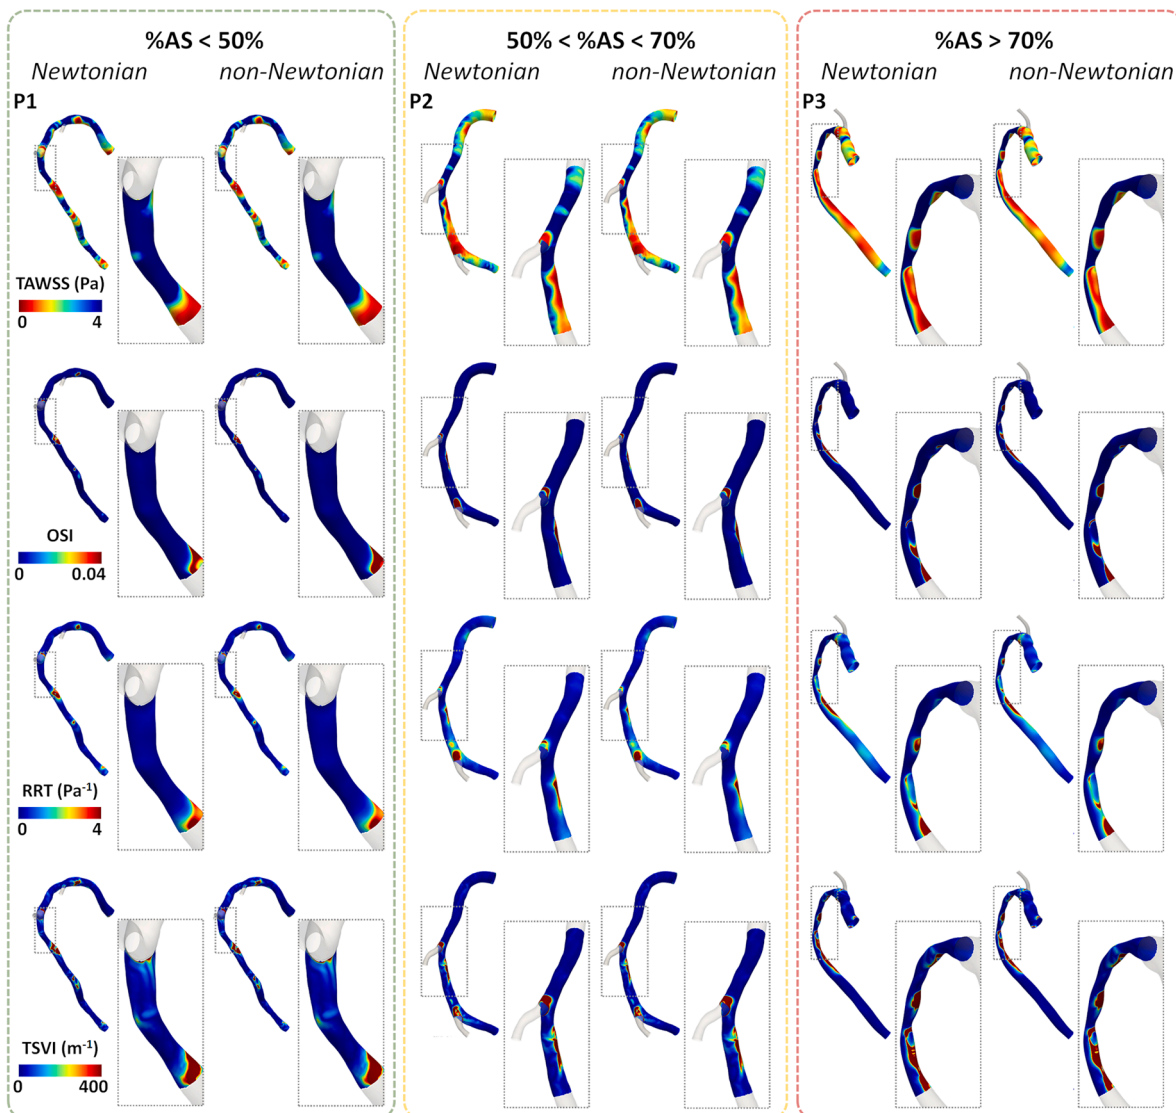 %AS < 50%
Newtonian non-Newtonian
P1
50% < %AS < 70%
Newtonian non-Newtonian
P2
%AS > 70%
Newtonian non-Newtonian
P3
TAWSS (Pa)
0 4
OSI
0 0.04
RRT (Pa⁻¹)
0 4
TSVI (m⁻¹)
0 400